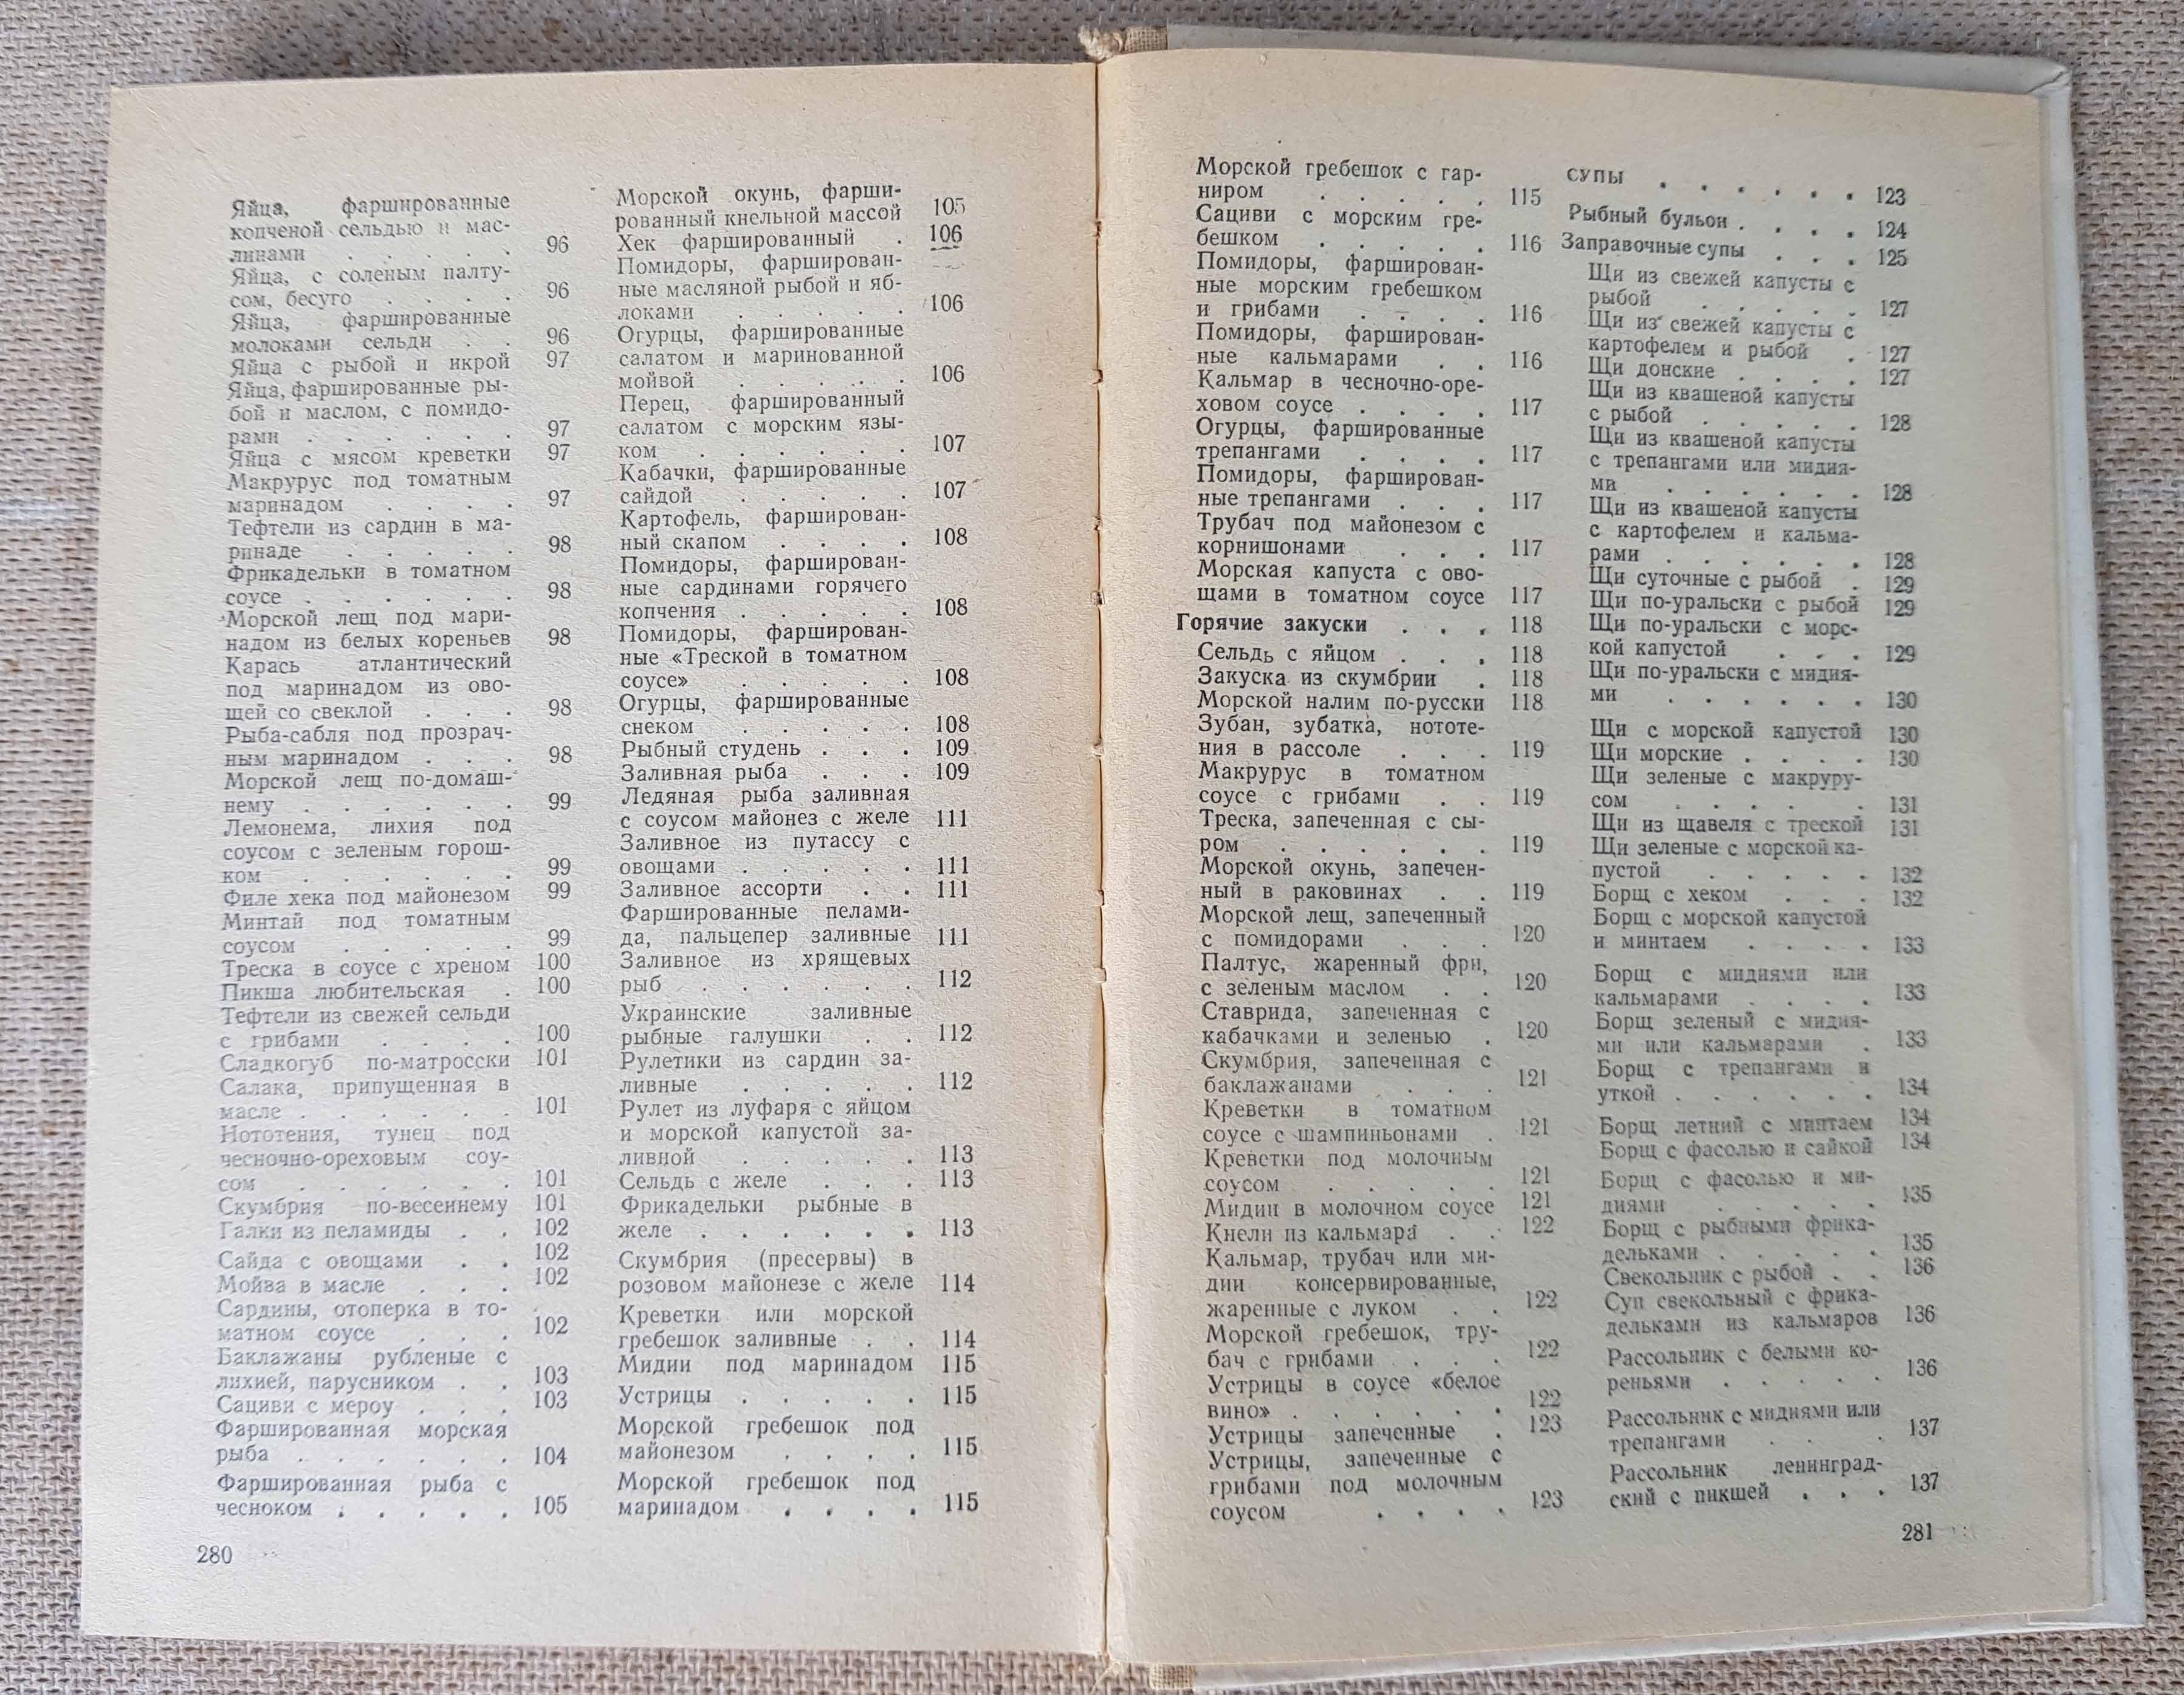 Яйца, фаршированные
копченой сельдью и мас-
линами . . . . . 96
Яйца, с соленым палту-
сом, бесуго . . . . 96
Яйца, фаршированные
молоками сельди . . 96
Яйца с рыбой и икрой 97
Яйца, фаршированные ры-
бой и маслом, с помидо-
рами . . . . . . 97
Яйца с мясом креветки 97
Макрурус под томатным
маринадом . . . . 97
Тефтели из сардин в ма-
ринаде . . . . . 98
Фрикадельки в томатном
соусе . . . . . . 98
Морской лещ под мари-
надом из белых кореньев 98
Карась атлантический
под маринадом из ово-
щей со свеклой . . . 98
Рыба-сабля под прозрач-
ным маринадом . . . 98
Морской лещ по-домаш-
нему . . . . . . 99
Лемонема, лихия под
соусом с зеленым горош-
ком . . . . . . 99
Филе хека под майонезом 99
Минтай под томатным
соусом . . . . . 99
Треска в соусе с хреном 100
Пикша любительская . 100
Тефтели из свежей сельди
с грибами . . . . 100
Сладкогуб по-матросски 101
Салака, припущенная в
масле . . . . . . 101
Нототения, тунец под
чесночно-ореховым соу-
сом . . . . . . 101
Скумбрия по-весеннему 101
Галки из пеламиды . . 102
Сайда с овощами . . 102
Мойва в масле . . . 102
Сардины, отоперка в то-
матном соусе . . . 102
Баклажаны рубленые с
лихией, парусником . . 103
Сациви с мероу . . . 103
Фаршированная морская
рыба . . . . . . 104
Фаршированная рыба с
чесноком . . . . . 105
280
Морской окунь, фарши-
рованный кнельной массой 105
Хек фаршированный . 106
Помидоры, фарширован-
ные масляной рыбой и яб-
локами . . . . . 106
Огурцы, фаршированные
салатом и маринованной
мойвой . . . . . 106
Перец, фаршированный
салатом с морским язы-
ком . . . . . . 107
Кабачки, фаршированные
сайдой . . . . . 107
Картофель, фарширован-
ный скапом . . . . 108
Помидоры, фарширован-
ные сардинами горячего
копчения . . . . . 108
Помидоры, фарширован-
ные «Треской в томатном
соусе» . . . . . 108
Огурцы, фаршированные
снеком . . . . . 108
Рыбный студень . . . 109
Заливная рыба . . . 109
Ледяная рыба заливная
с соусом майонез с желе 111
Заливное из путассу с
овощами . . . . . 111
Заливное ассорти . . 111
Фаршированные пелами-
да, пальцепер заливные 111
Заливное из хрящевых
рыб . . . . . . 112
Украинские заливные
рыбные галушки . . 112
Рулетики из сардин за-
ливные . . . . . 112
Рулет из луфаря с яйцом
и морской капустой за-
ливной . . . . . 113
Сельдь с желе . . . 113
Фрикадельки рыбные в
желе . . . . . . 113
Скумбрия (пресервы) в
розовом майонезе с желе 114
Креветки или морской
гребешок заливные . . 114
Мидии под маринадом 115
Устрицы . . . . . 115
Морской гребешок под
майонезом . . . . 115
Морской гребешок под
маринадом . . . . 115
Морской гребешок с гар-
ниром . . . . . 115
Сациви с морским гре-
бешком . . . . . 116
Помидоры, фарширован-
ные морским гребешком
и грибами . . . . 116
Помидоры, фарширован-
ные кальмарами . . . 116
Кальмар в чесночно-оре-
ховом соусе . . . . 117
Огурцы, фаршированные
трепангами . . . . 117
Помидоры, фарширован-
ные трепангами . . . 117
Трубач под майонезом с
корнишонами . . . 117
Морская капуста с ово-
щами в томатном соусе 117
Горячие закуски . . . 118
Сельдь с яйцом . . . 118
Закуска из скумбрии . 118
Морской налим по-русски 118
Зубан, зубатка, нототе-
ния в рассоле . . . 119
Макрурус в томатном
соусе с грибами . . 119
Треска, запеченная с сы-
ром . . . . . . 119
Морской окунь, запечен-
ный в раковинах . . 119
Морской лещ, запеченный
с помидорами . . . 120
Палтус, жаренный фри,
с зеленым маслом . . 120
Ставрида, запеченная с
кабачками и зеленью . 120
Скумбрия, запеченная с
баклажанами . . . 121
Креветки в томатном
соусе с шампиньонами . 121
Креветки под молочным
соусом . . . . . 121
Мидии в молочном соусе 121
Кнели из кальмара . . 122
Кальмар, трубач или ми-
дии консервированные,
жаренные с луком . . 122
Морской гребешок, тру-
бач с грибами . . . 122
Устрицы в соусе «белое
вино» . . . . . 122
Устрицы запеченные . 123
Устрицы, запеченные с
грибами под молочным
соусом . . . . 123
СУПЫ . . . . . . 123
Рыбный бульон . . . . 124
Заправочные супы . . . 125
Щи из свежей капусты с
рыбой . . . . . 127
Щи из свежей капусты с
картофелем и рыбой . 127
Щи донские . . . . 127
Щи из квашеной капусты
с рыбой . . . . . 128
Щи из квашеной капусты
с трепангами или мидия-
ми . . . . . . 128
Щи из квашеной капусты
с картофелем и кальма-
рами . . . . . . 128
Щи суточные с рыбой . 129
Щи по-уральски с рыбой 129
Щи по-уральски с морс-
кой капустой . . . 129
Щи по-уральски с мидия-
ми . . . . . . 130
Щи с морской капустой 130
Щи морские . . . . 130
Щи зеленые с макруру-
сом . . . . . . 131
Щи из щавеля с треской 131
Щи зеленые с морской ка-
пустой . . . . . 132
Борщ с хеком . . . 132
Борщ с морской капустой
и минтаем . . . . 133
Борщ с мидиями или
кальмарами . . . . 133
Борщ зеленый с мидия-
ми или кальмарами . 133
Борщ с трепангами и
уткой . . . . . . 134
Борщ летний с минтаем 134
Борщ с фасолью и сайкой 134
Борщ с фасолью и ми-
диями . . . . . 135
Борщ с рыбными фрика-
дельками . . . . . 135
Свекольник с рыбой . . 136
Суп свекольный с фрика-
дельками из кальмаров 136
Рассольник с белыми ко-
реньями . . . . . 136
Рассольник с мидиями или
трепангами . . . . 137
Рассольник ленинград-
ский с пикшей . . . 137
281